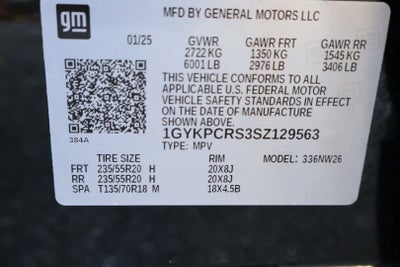 gm
MFD BY GENERAL MOTORS LLC
01/25 GVWR GAWR FRT GAWR RR
2722 KG 1350 KG 1545 KG
6001 LB 2976 LB 3406 LB
THIS VEHICLE CONFORMS TO ALL
APPLICABLE U.S. FEDERAL MOTOR
VEHICLE SAFETY STANDARDS IN EFFECT
ON THE DATE OF MANUFACTURE
SHOWN ABOVE.
384A
1GYKPCRS3SZ129563
TYPE: MPV
TIRE SIZE RIM MODEL: 336NW26
FRT 235/55R20 H 20X8J
RR 235/55R20 H 20X8J
SPA T135/70R18 M 18X4.5B